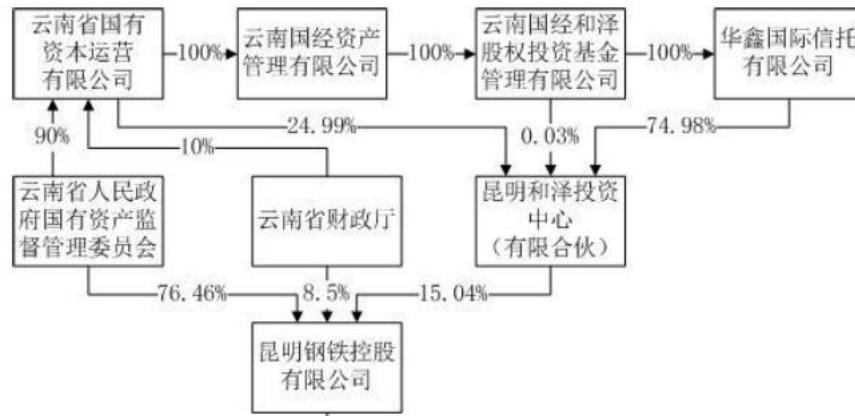 云南省国有
资本运营
有限公司
100%
云南国经资产
管理有限公司
100%
云南国经和泽
股权投资基金
管理有限公司
100%
华鑫国际信托
有限公司
90%
10%
24.99%
0.03%
74.98%
云南省人民政
府国有资产监
督管理委员会
云南省财政厅
昆明和泽投资
中心
（有限合伙）
76.46%
8.5%
15.04%
昆明钢铁控股
有限公司